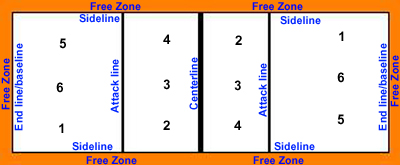 Free Zone Free Zone
Sideline Sideline
5 4 2 1
Free Zone End line/baseline 6 Attack line 3 Centerline 3 Attack line 6 End line/baseline Free Zone
1 2 4 5
Sideline Sideline
Free Zone Free Zone